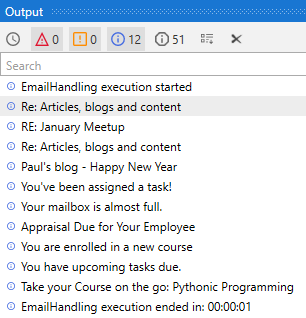 Output
0 0 12 51
Search
EmailHandling execution started
Re: Articles, blogs and content
RE: January Meetup
Re: Articles, blogs and content
Paul's blog - Happy New Year
You've been assigned a task!
Your mailbox is almost full.
Appraisal Due for Your Employee
You are enrolled in a new course
You have upcoming tasks due.
Take your Course on the go: Pythonic Programming
EmailHandling execution ended in: 00:00:01